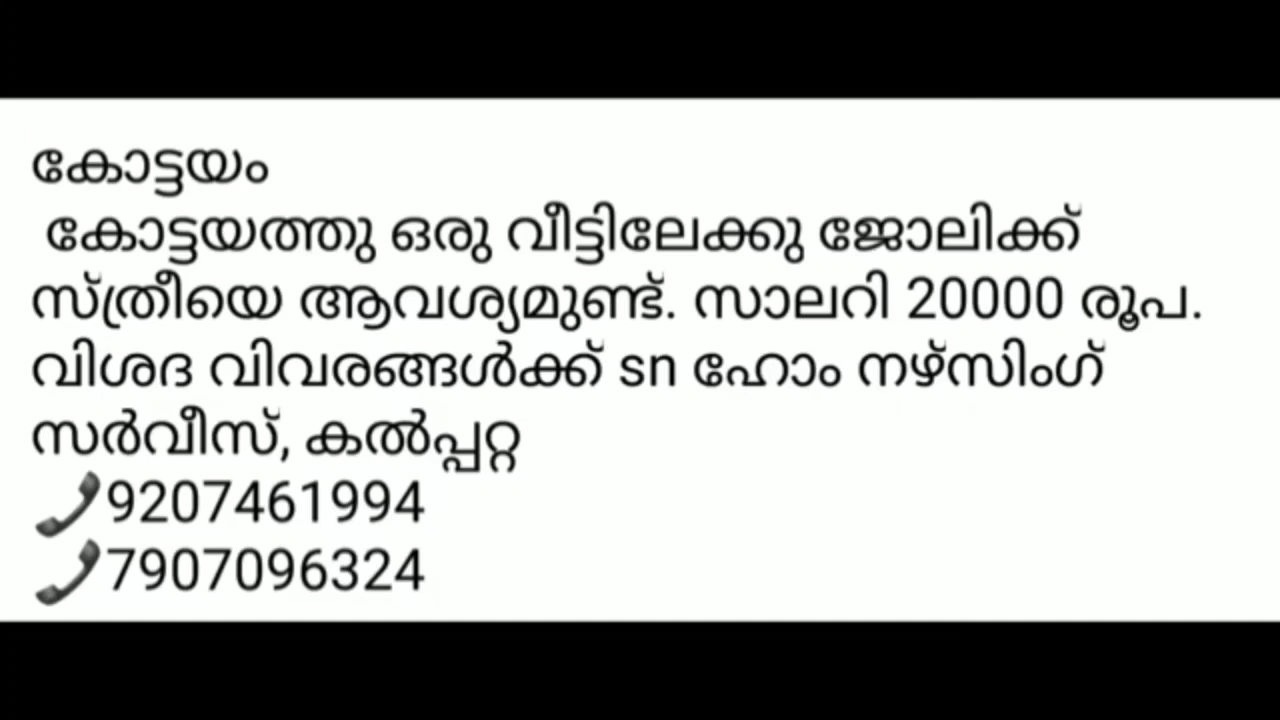 കോട്ടയം
കോട്ടയത്തു ഒരു വീട്ടിലേക്കു ജോലിക്ക്
സ്ത്രീയെ ആവശ്യമുണ്ട്. സാലറി 20000 രൂപ.
വിശദ വിവരങ്ങൾക്ക് sn ഹോം നഴ്സിംഗ്
സർവീസ്, കൽപ്പറ്റ
📞9207461994
📞7907096324